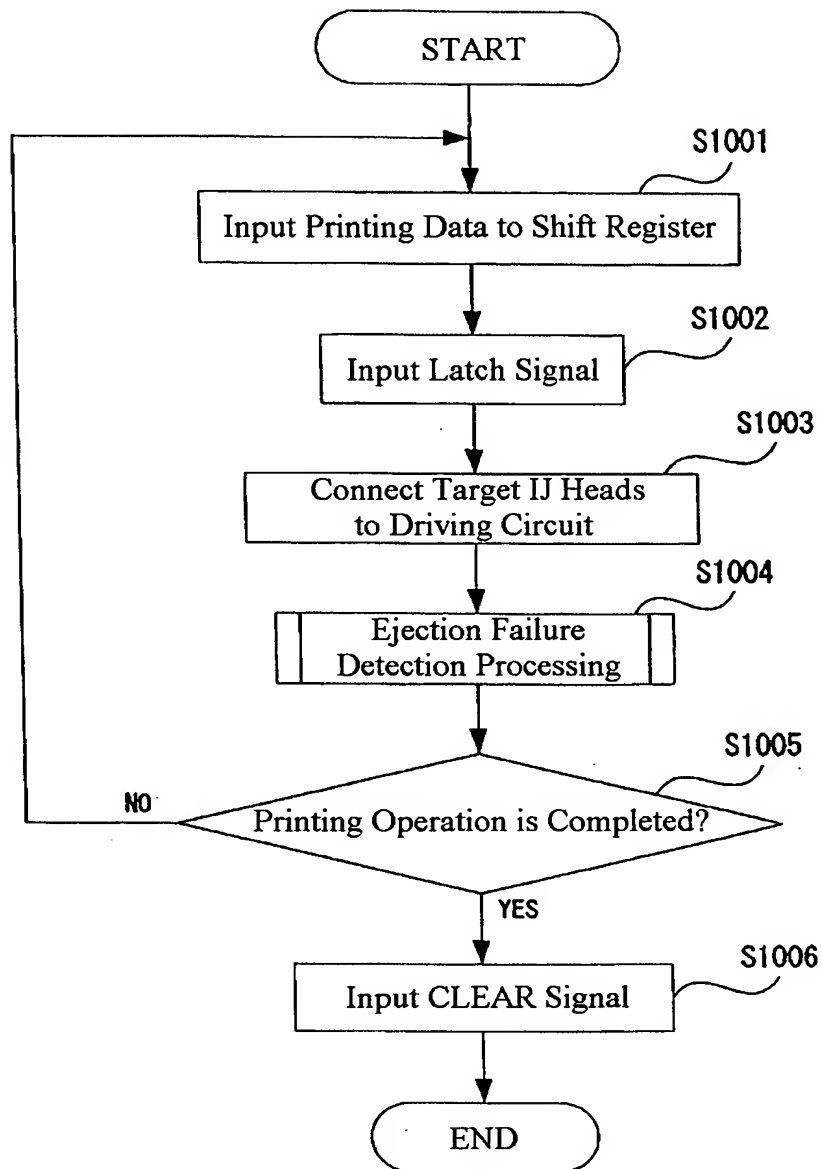 START
S1001
Input Printing Data to Shift Register
S1002
Input Latch Signal
S1003
Connect Target IJ Heads
to Driving Circuit
S1004
Ejection Failure
Detection Processing
S1005
NO
Printing Operation is Completed?
YES
S1006
Input CLEAR Signal
END